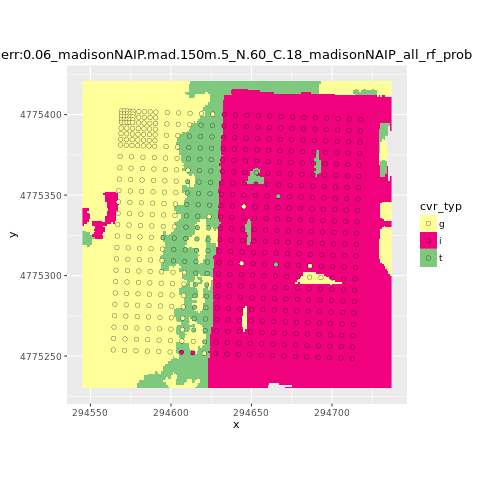 err:0.06_madisonNAIP.mad.150m.5_N.60_C.18_madisonNAIP_all_rf_prob
4775400
4775350
4775300
4775250
y
294550 294600 294650 294700
x
cvr_typ
g
i
t